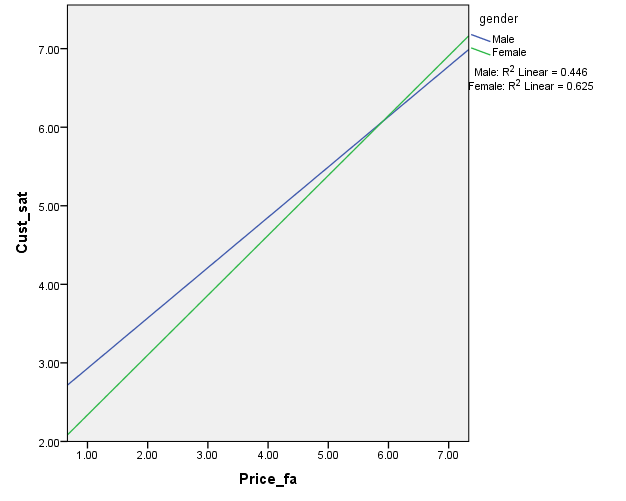 gender
Male
Female
Male: R2 Linear = 0.446
Female: R2 Linear = 0.625
Cust_sat
7.00
6.00
5.00
4.00
3.00
2.00
1.00 2.00 3.00 4.00 5.00 6.00 7.00
Price_fa